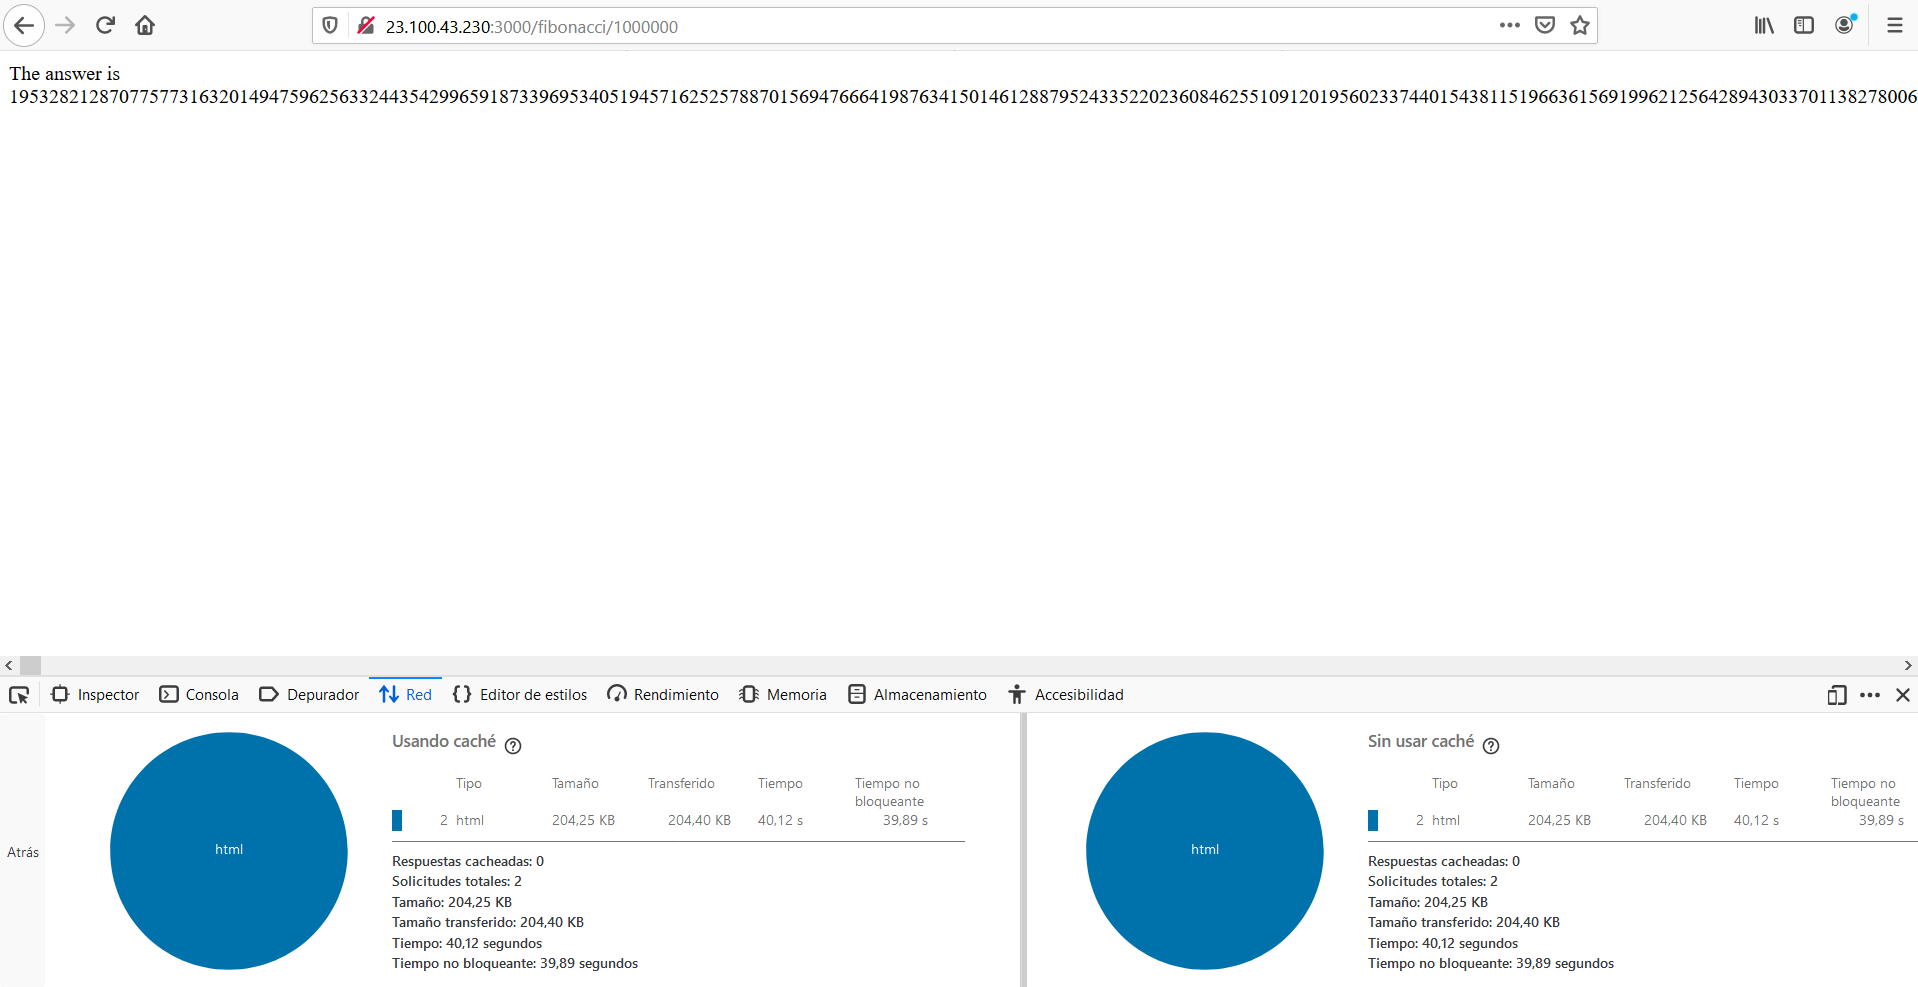 23.100.43.230:3000/fibonacci/1000000
The answer is
19532821287077577316320149475962563324435429965918733969534051945716252578870156947666419876341501461288795243352202360846255109120195602337440154381151966361569199621256428943033701138278006
Inspector Consola Depurador Red Editor de estilos Rendimiento Memoria Almacenamiento Accesibilidad
Atrás
html
Usando caché
Tipo Tamaño Transferido Tiempo Tiempo no bloqueante
2 html 204,25 KB 204,40 KB 40,12 s 39,89 s
Respuestas cacheadas: 0
Solicitudes totales: 2
Tamaño: 204,25 KB
Tamaño transferido: 204,40 KB
Tiempo: 40,12 segundos
Tiempo no bloqueante: 39,89 segundos
html
Sin usar caché
Tipo Tamaño Transferido Tiempo Tiempo no bloqueante
2 html 204,25 KB 204,40 KB 40,12 s 39,89 s
Respuestas cacheadas: 0
Solicitudes totales: 2
Tamaño: 204,25 KB
Tamaño transferido: 204,40 KB
Tiempo: 40,12 segundos
Tiempo no bloqueante: 39,89 segundos